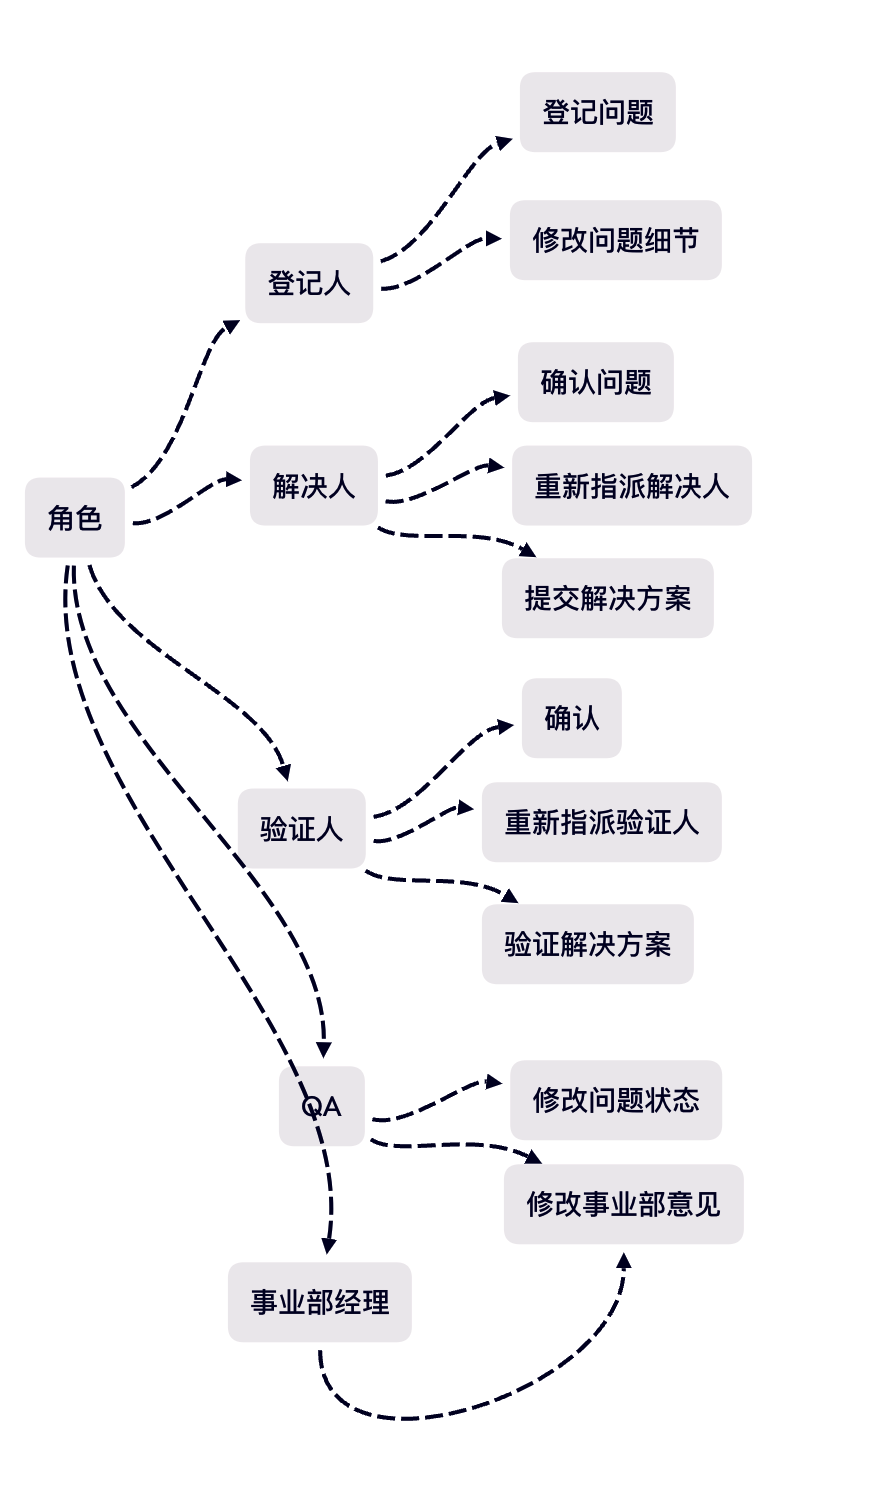 登记问题
修改问题细节
登记人
确认问题
解决人
重新指派解决人
角色
提交解决方案
确认
验证人
重新指派验证人
验证解决方案
QA
修改问题状态
修改事业部意见
事业部经理